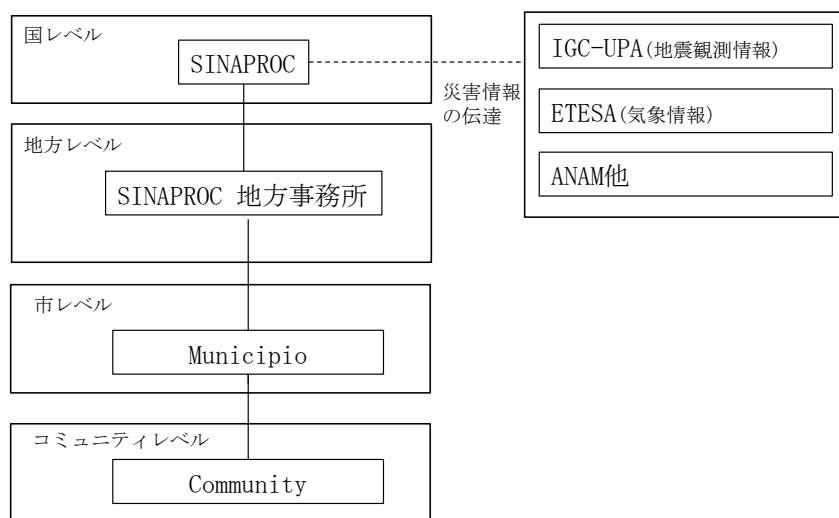 国レベル
SINAPROC
災害情報
の伝達
IGC-UPA(地震観測情報)
ETESA(気象情報)
ANAM他
地方レベル
SINAPROC 地方事務所
市レベル
Municipio
コミュニティレベル
Community